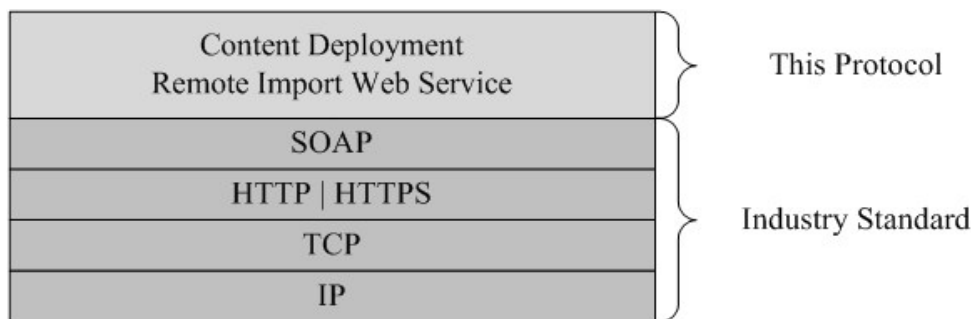 Content Deployment
Remote Import Web Service
This Protocol
SOAP
HTTP | HTTPS
TCP
IP
Industry Standard